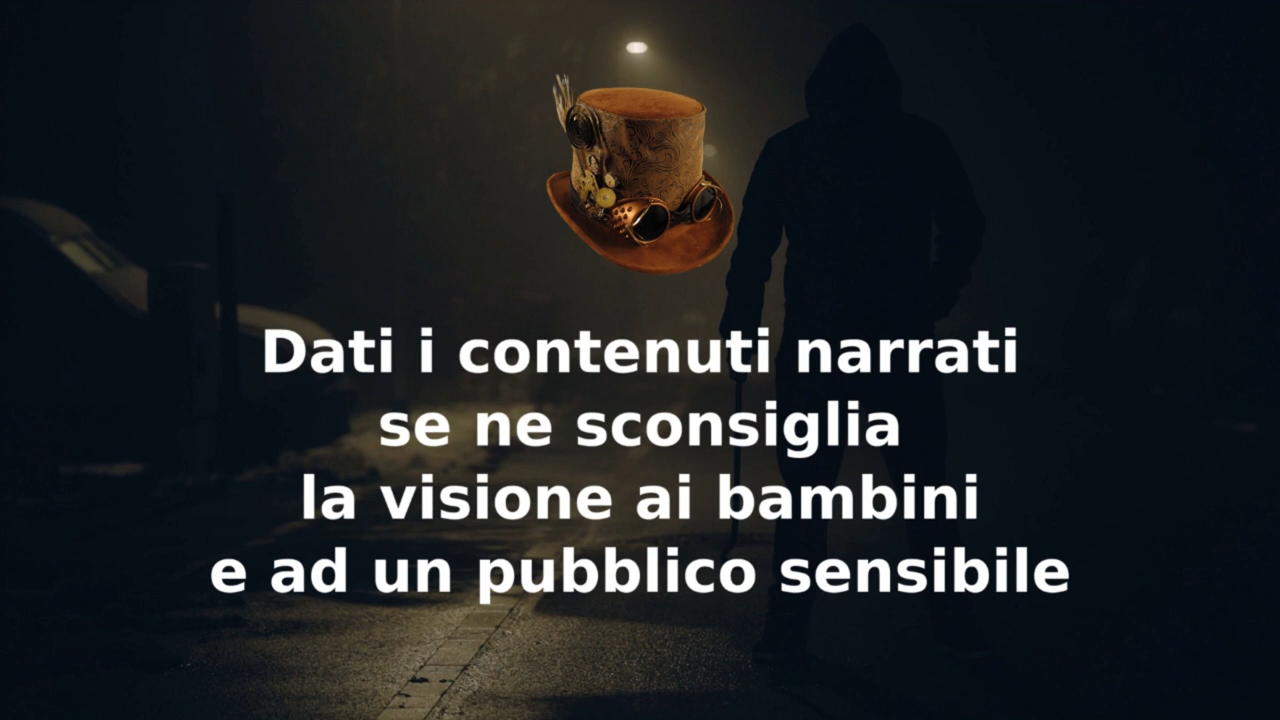 Dati i contenuti narrati
se ne sconsiglia
la visione ai bambini
e ad un pubblico sensibile